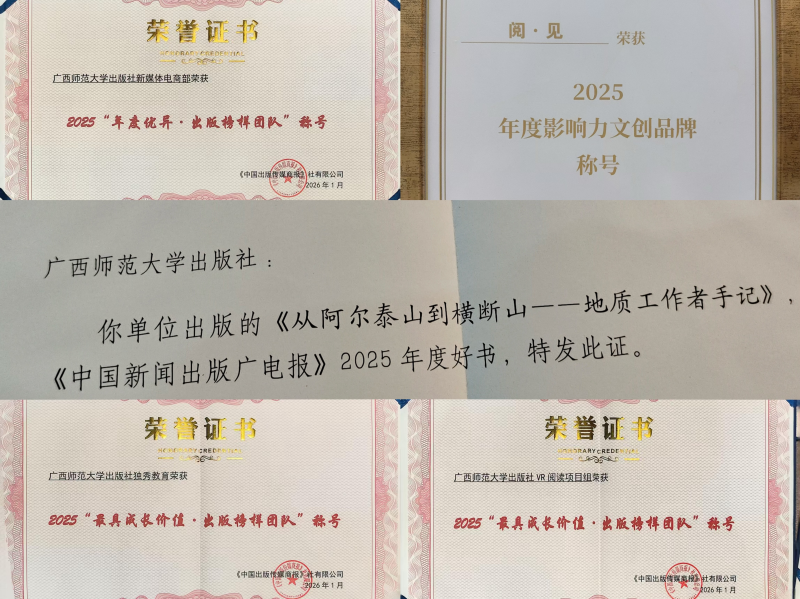 荣誉证书
HONORARY CREDENTIAL
广西师范大学出版社新媒体电商部荣获
2025“年度优异·出版榜样团队”称号
《中国出版传媒商报》社有限公司
2026年1月
阅·见 荣获
2025
年度影响力文创品牌
称号
广西师范大学出版社:
你单位出版的《从阿尔泰山到横断山——地质工作者手记》,
《中国新闻出版广电报》2025年度好书,特发此证。
荣誉证书
HONORARY CREDENTIAL
广西师范大学出版社独秀教育荣获
2025“最具成长价值·出版榜样团队”称号
《中国出版传媒商报》社有限公司
2026年1月
荣誉证书
HONORARY CREDENTIAL
广西师范大学出版社VR阅读项目组荣获
2025“最具成长价值·出版榜样团队”称号
《中国出版传媒商报》社有限公司
2026年1月